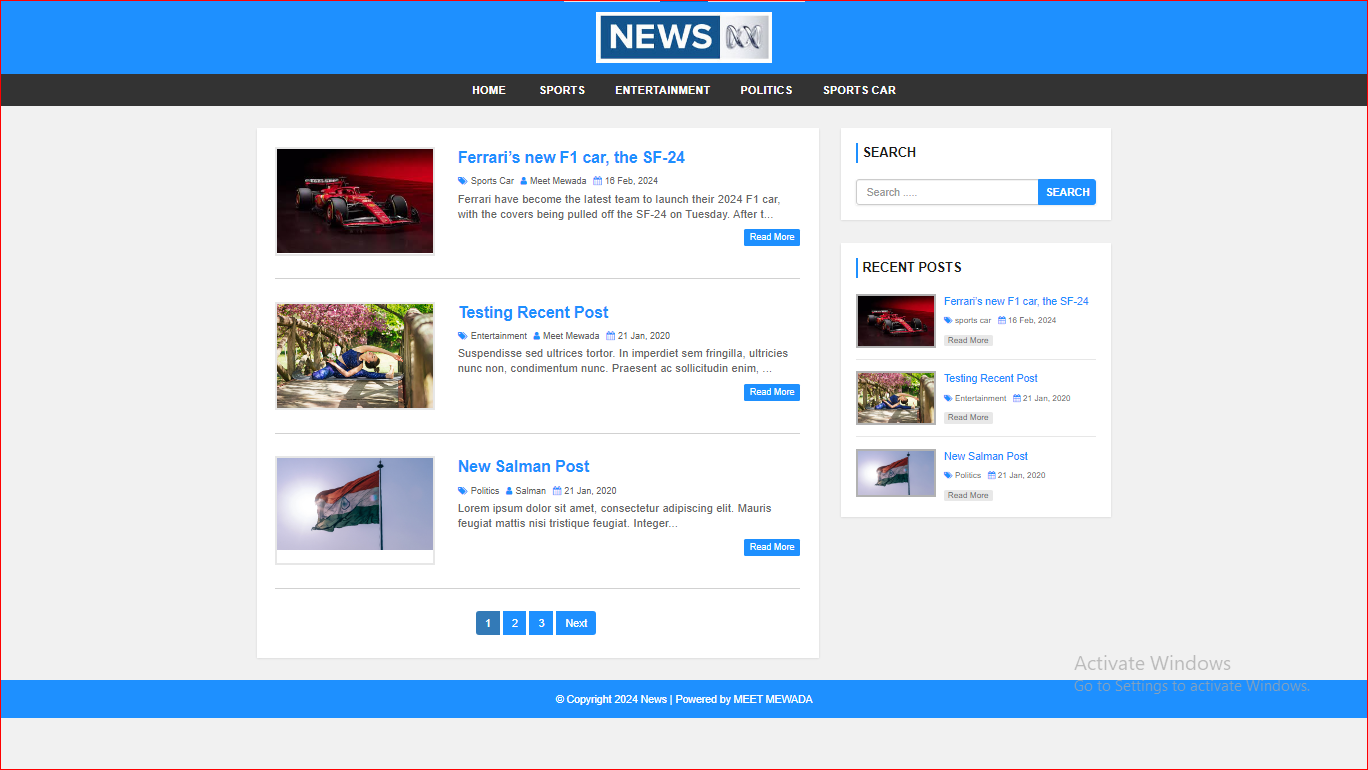 NEWS
HOME SPORTS ENTERTAINMENT POLITICS SPORTS CAR
Ferrari's new F1 car, the SF-24
Sports Car Meet Mewada 16 Feb, 2024
Ferrari have become the latest team to launch their 2024 F1 car,
with the covers being pulled off the SF-24 on Tuesday. After t...
Read More
Testing Recent Post
Entertainment Meet Mewada 21 Jan, 2020
Suspendisse sed ultrices tortor. In imperdiet sem fringilla, ultricies
nunc non, condimentum nunc. Praesent ac sollicitudin enim, ...
Read More
New Salman Post
Politics Salman 21 Jan, 2020
Lorem ipsum dolor sit amet, consectetur adipiscing elit. Mauris
feugiat mattis nisi tristique feugiat. Integer...
Read More
1 2 3 Next
SEARCH
Search ..... SEARCH
RECENT POSTS
Ferrari's new F1 car, the SF-24
sports car 16 Feb, 2024
Read More
Testing Recent Post
Entertainment 21 Jan, 2020
Read More
New Salman Post
Politics 21 Jan, 2020
Read More
Activate Windows
Go to Settings to activate Windows.
© Copyright 2024 News | Powered by MEET MEWADA